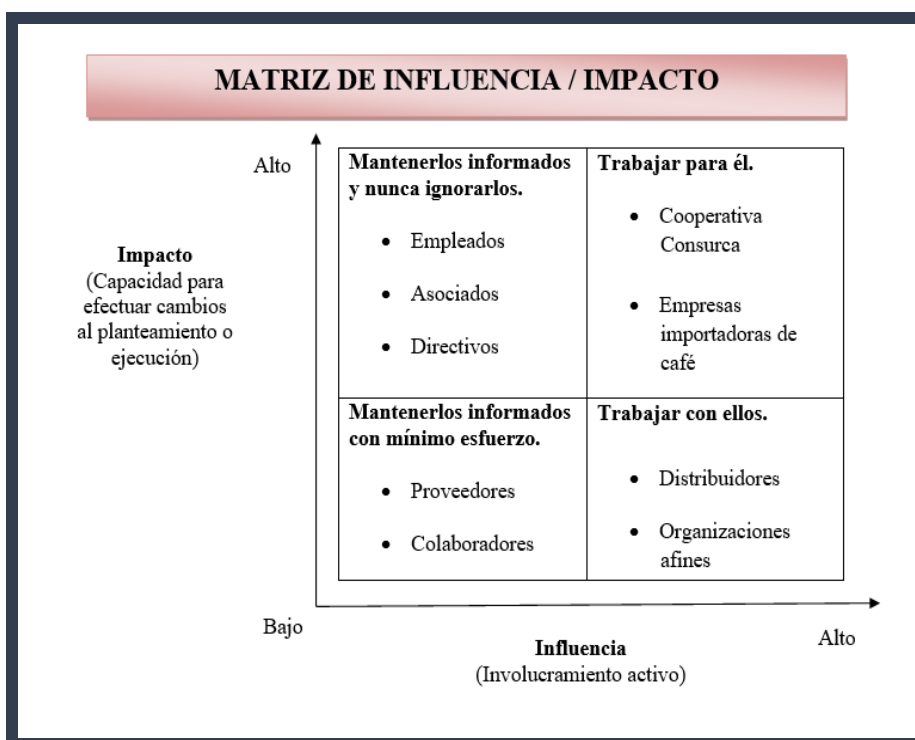 MATRIZ DE INFLUENCIA / IMPACTO
Alto
Impacto
(Capacidad para
efectuar cambios
al planteamiento o
ejecución)
Mantenerlos informados
y nunca ignorarlos.
• Empleados
• Asociados
• Directivos
Trabajar para él.
• Cooperativa
Consurca
• Empresas
importadoras de
café
Mantenerlos informados
con mínimo esfuerzo.
• Proveedores
• Colaboradores
Trabajar con ellos.
• Distribuidores
• Organizaciones
afines
Bajo
Influencia
(Involucramiento activo)
Alto